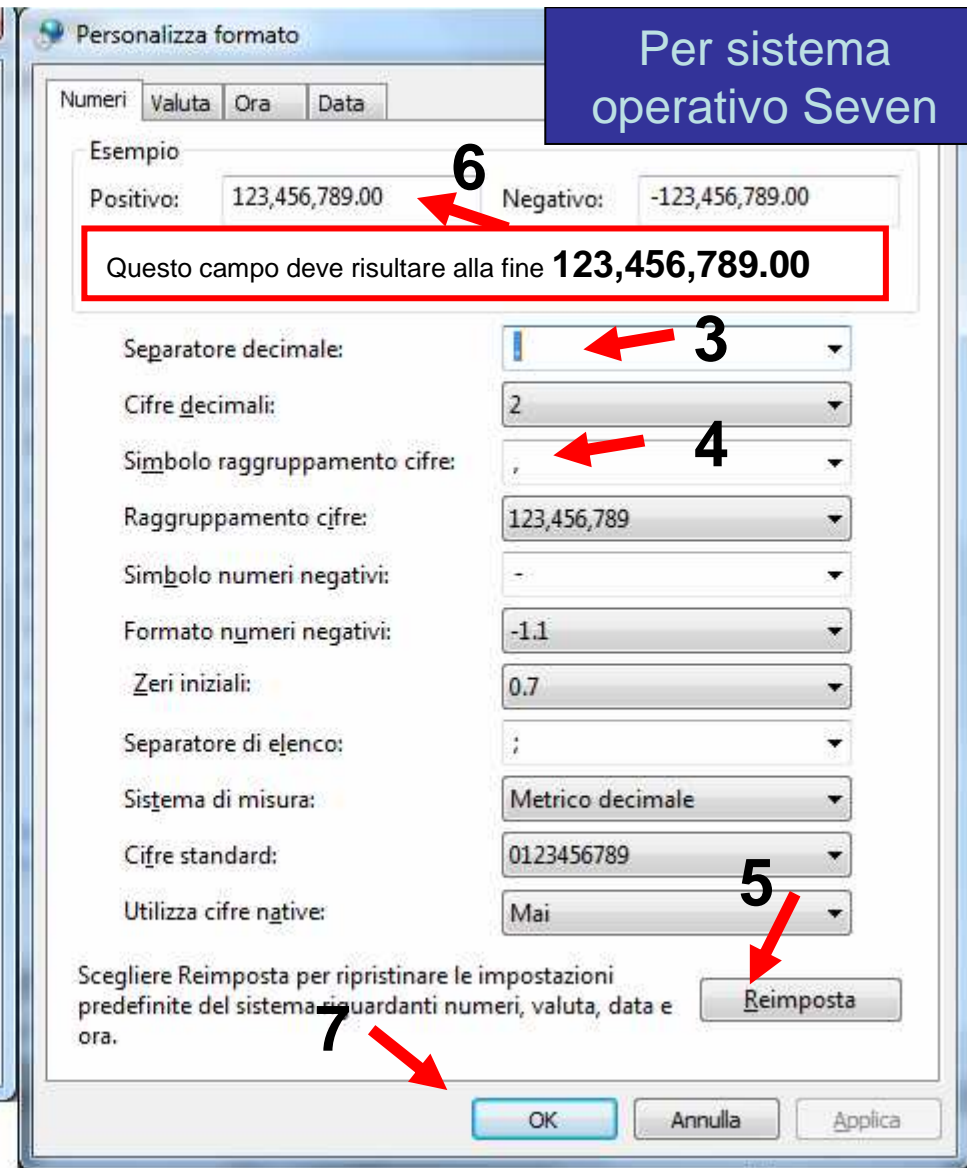 Personalizza formato
Per sistema
operativo Seven
Numeri Valuta Ora Data
Esempio
6
Positivo: 123,456,789.00 Negativo: -123,456,789.00
Questo campo deve risultare alla fine 123,456,789.00
Separatore decimale: . 3
Cifre decimali: 2
Simbolo raggruppamento cifre: , 4
Raggruppamento cifre: 123,456,789
Simbolo numeri negativi: -
Formato numeri negativi: -1.1
Zeri iniziali: 0.7
Separatore di elenco: ;
Sistema di misura: Metrico decimale
Cifre standard: 0123456789
5
Utilizza cifre native: Mai
Scegliere Reimposta per ripristinare le impostazioni
predefinite del sistema riguardanti numeri, valuta, data e
ora.
Reimposta
7
OK Annulla Applica